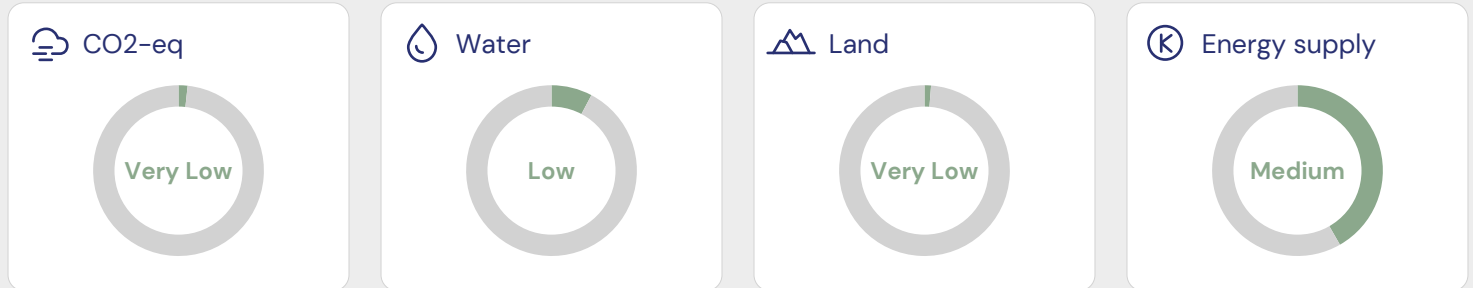 CO2-eq
Very Low
Water
Low
Land
Very Low
Energy supply
Medium